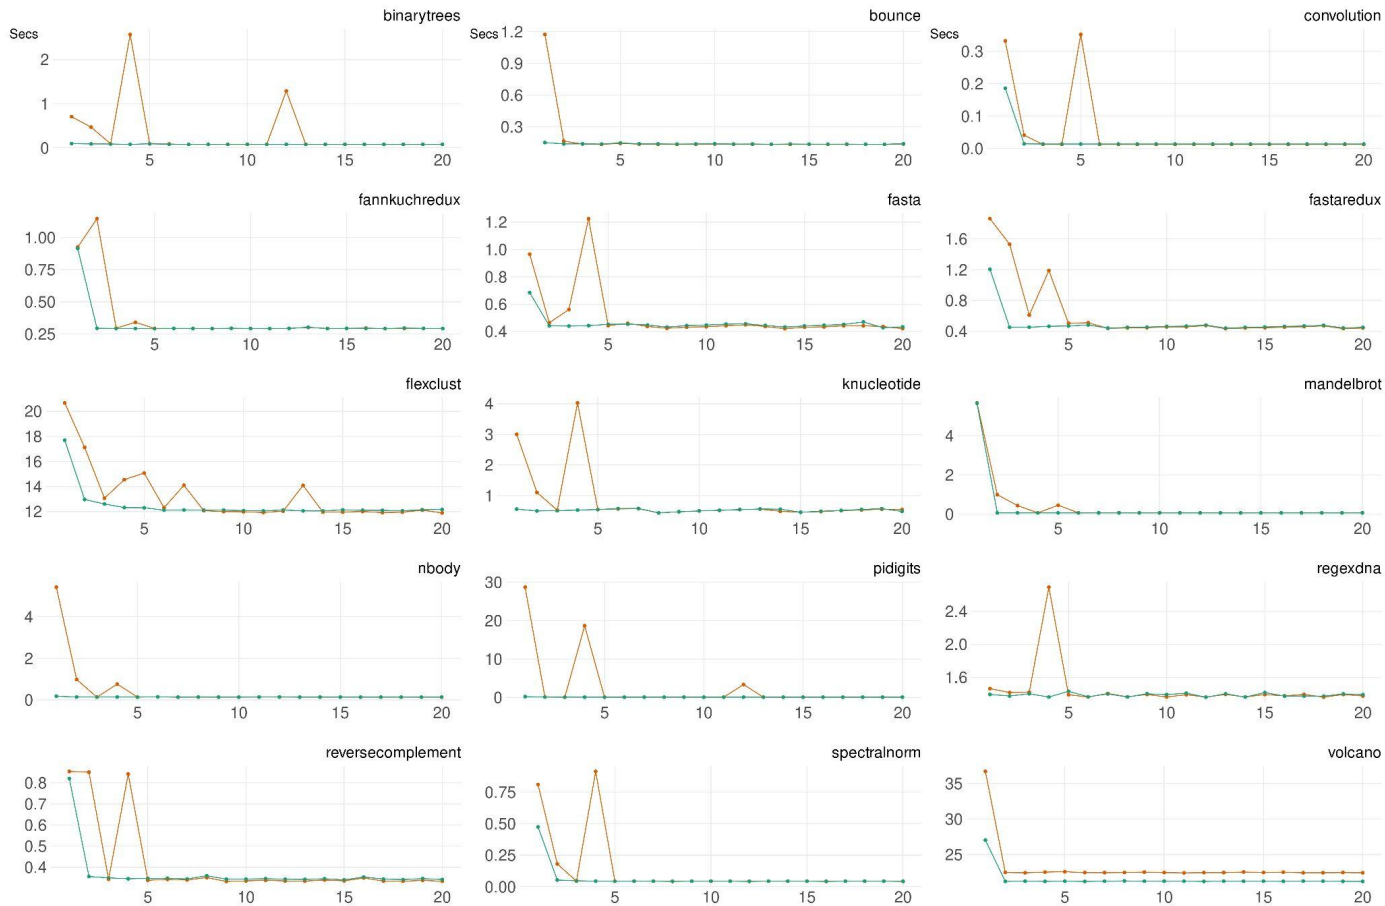 binarytrees
Secs
2
1
0
5 10 15 20
bounce
Secs
1.2
0.9
0.6
0.3
5 10 15 20
convolution
Secs
0.3
0.2
0.1
0.0
5 10 15 20
fannkuchredux
1.00
0.75
0.50
0.25
5 10 15 20
fasta
1.2
1.0
0.8
0.6
0.4
5 10 15 20
fastaredux
1.6
1.2
0.8
0.4
5 10 15 20
flexclust
20
18
16
14
12
5 10 15 20
knucleotide
4
3
2
1
5 10 15 20
mandelbrot
4
2
0
5 10 15 20
nbody
4
2
0
5 10 15 20
pidigits
30
20
10
0
5 10 15 20
regexdna
2.4
2.0
1.6
5 10 15 20
reversecomplement
0.8
0.7
0.6
0.5
0.4
5 10 15 20
spectralnorm
0.75
0.50
0.25
0.00
5 10 15 20
volcano
35
30
25
5 10 15 20